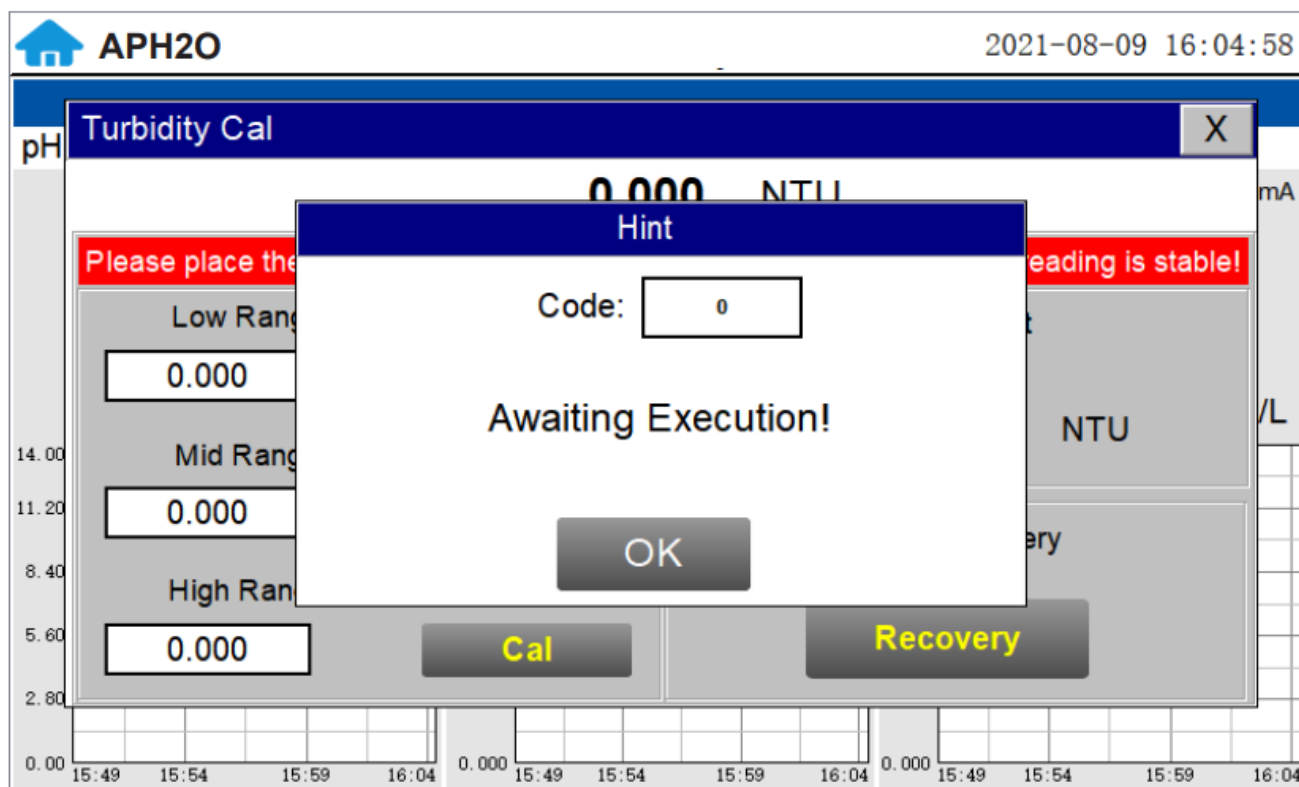 APH2O
2021-08-09 16:04:58
Turbidity Cal X
pH
0.000 NTU
mA
Hint
Please place the
reading is stable!
Code: 0
Low Rang
0.000
Awaiting Execution!
NTU
/L
14.00
Mid Rang
11.20
0.000
OK
ery
8.40
High Ran
5.60
0.000
Cal
Recovery
2.80
0.00
15:49 15:54 15:59 16:04
0.000
15:49 15:54 15:59 16:04
0.000
15:49 15:54 15:59 16:04